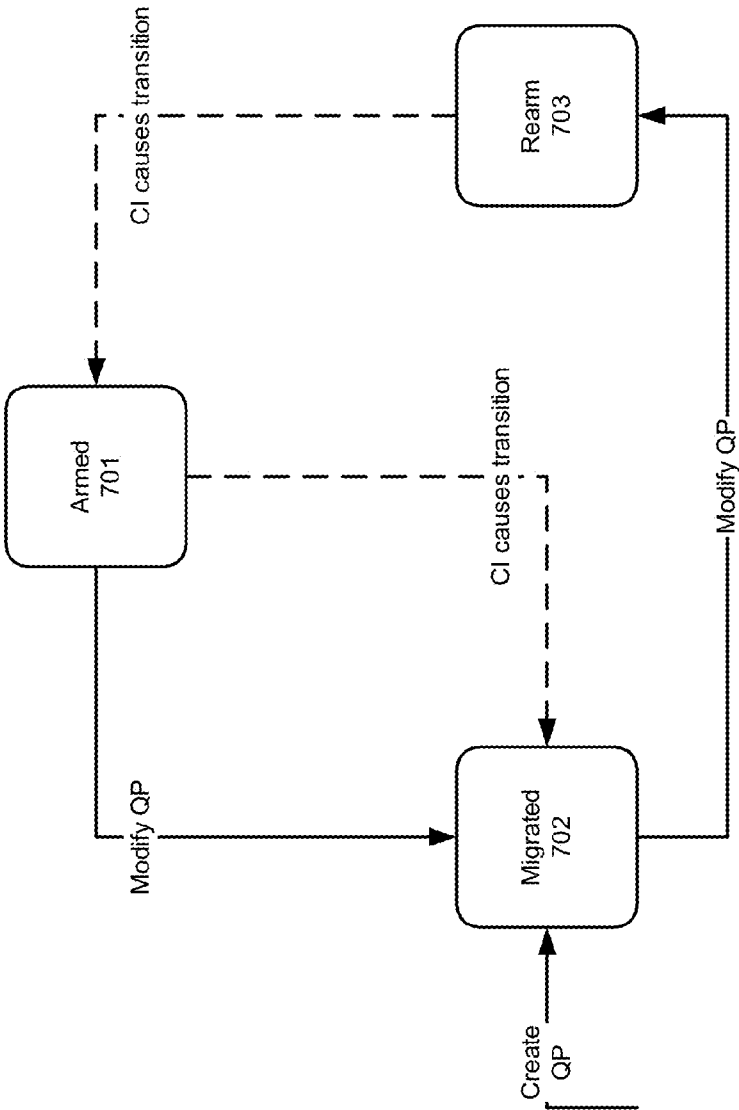 Armed
701
CI causes transition
Modify QP
CI causes transition
Create
QP
Migrated
702
Rearm
703
Modify QP